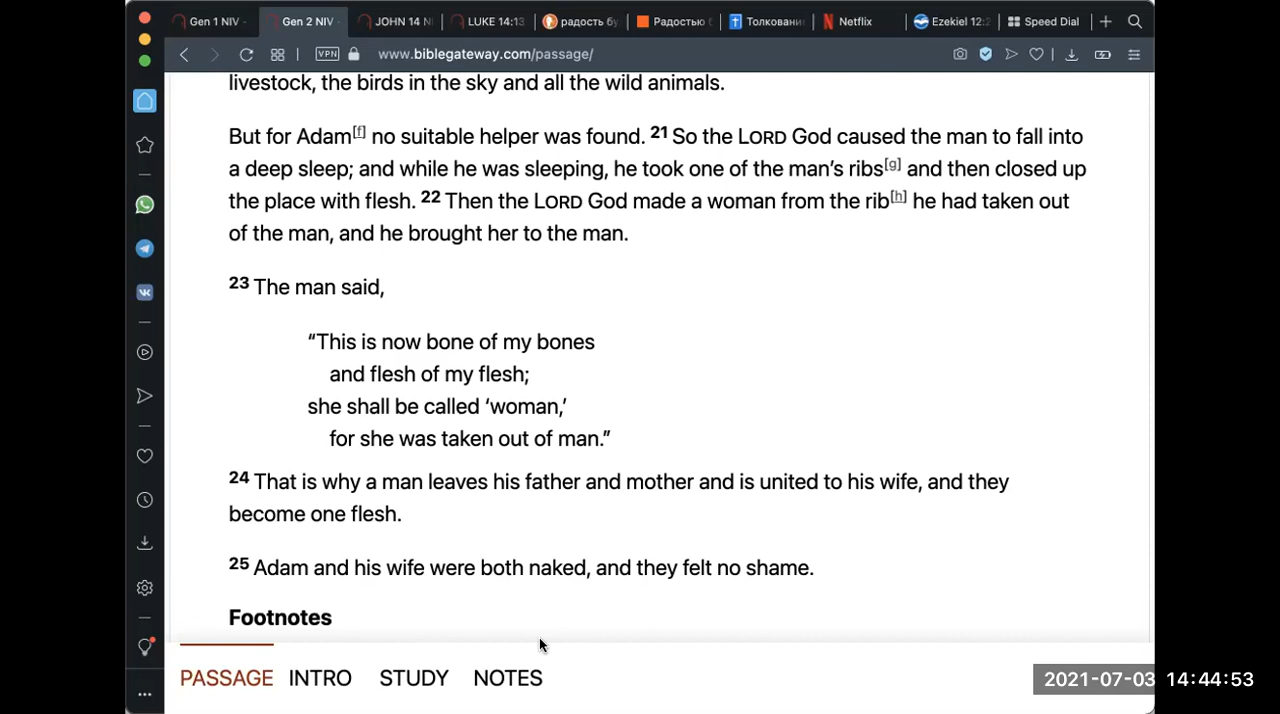 Gen 1 NIV
Gen 2 NIV
JOHN 14 N
LUKE 14:13
радость бу
Радостью
Толковани
Netflix
Ezekiel 12:2
Speed Dial
VPN
www.biblegateway.com/passage/
livestock, the birds in the sky and all the wild animals.
But for Adam[f] no suitable helper was found. 21 So the LORD God caused the man to fall into
a deep sleep; and while he was sleeping, he took one of the man’s ribs[g] and then closed up
the place with flesh. 22 Then the LORD God made a woman from the rib[h] he had taken out
of the man, and he brought her to the man.
23 The man said,
“This is now bone of my bones
and flesh of my flesh;
she shall be called ‘woman,’
for she was taken out of man.”
24 That is why a man leaves his father and mother and is united to his wife, and they
become one flesh.
25 Adam and his wife were both naked, and they felt no shame.
Footnotes
PASSAGE INTRO STUDY NOTES
2021-07-03 14:44:53